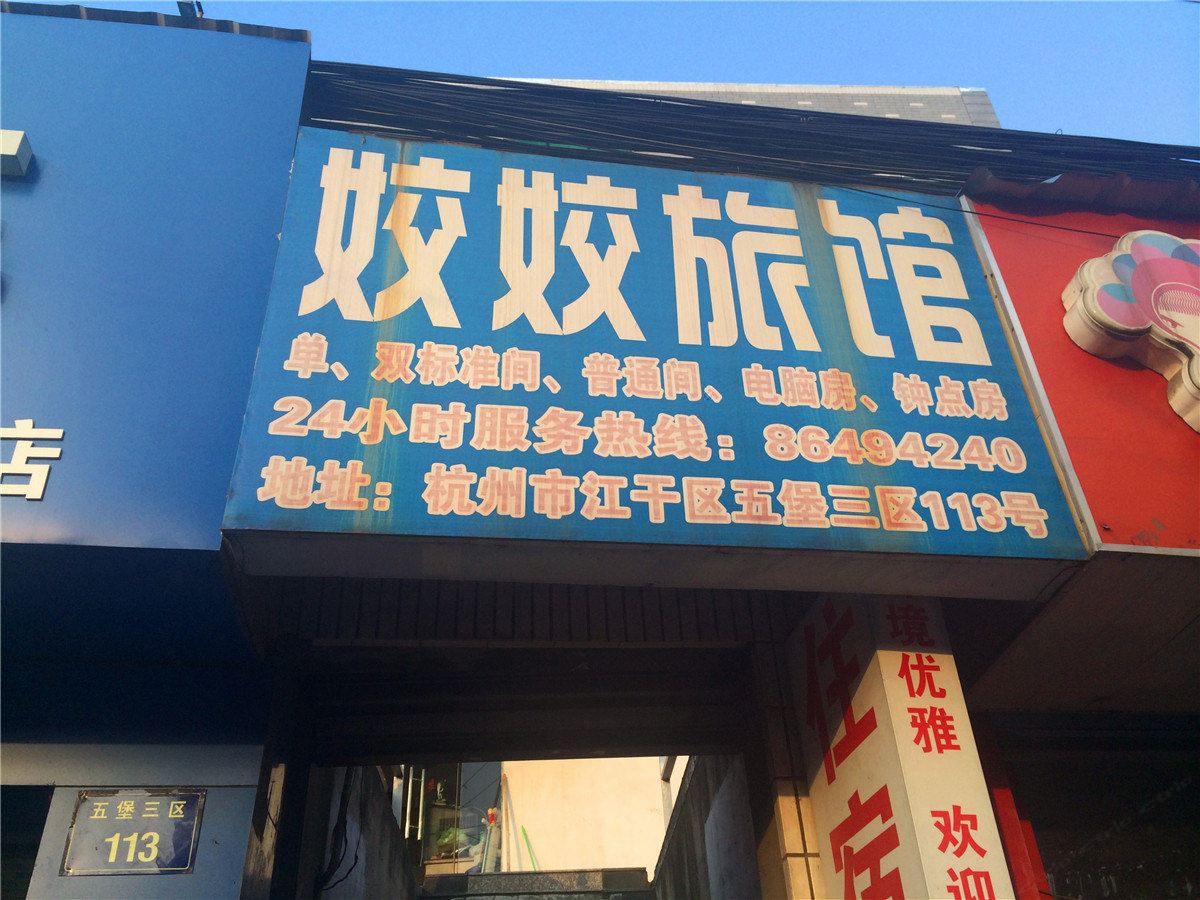 姣姣旅馆
单、双标准间、普通间、电脑房、钟点房
24小时服务热线：86494240
地址：杭州市江干区五堡三区113号
店
五堡三区
113
住宿
境优雅 欢迎